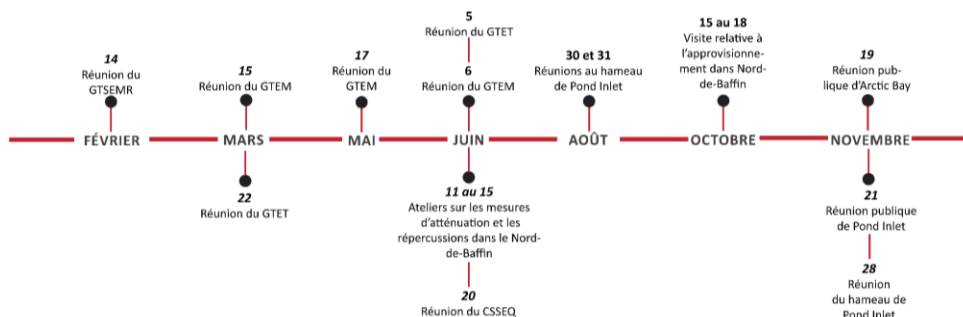 14
Réunion du
GTSEMR
15
Réunion du GTEM
17
Réunion du
GTEM
5
Réunion du GTET
6
Réunion du GTEM
30 et 31
Réunions au hameau
de Pond Inlet
15 au 18
Visite relative à
l'approvisionne-
ment dans Nord-
de-Baffin
19
Réunion pub-
lique d'Arctic Bay
FÉVRIER
MARS
MAI
JUIN
AOÛT
OCTOBRE
NOVEMBRE
22
Réunion du GTET
11 au 15
Ateliers sur les mesures
d'atténuation et les
répercussions dans le Nord-
de-Baffin
20
Réunion du CSSEQ
21
Réunion publique
de Pond Inlet
28
Réunion
du hameau de
Pond Inlet